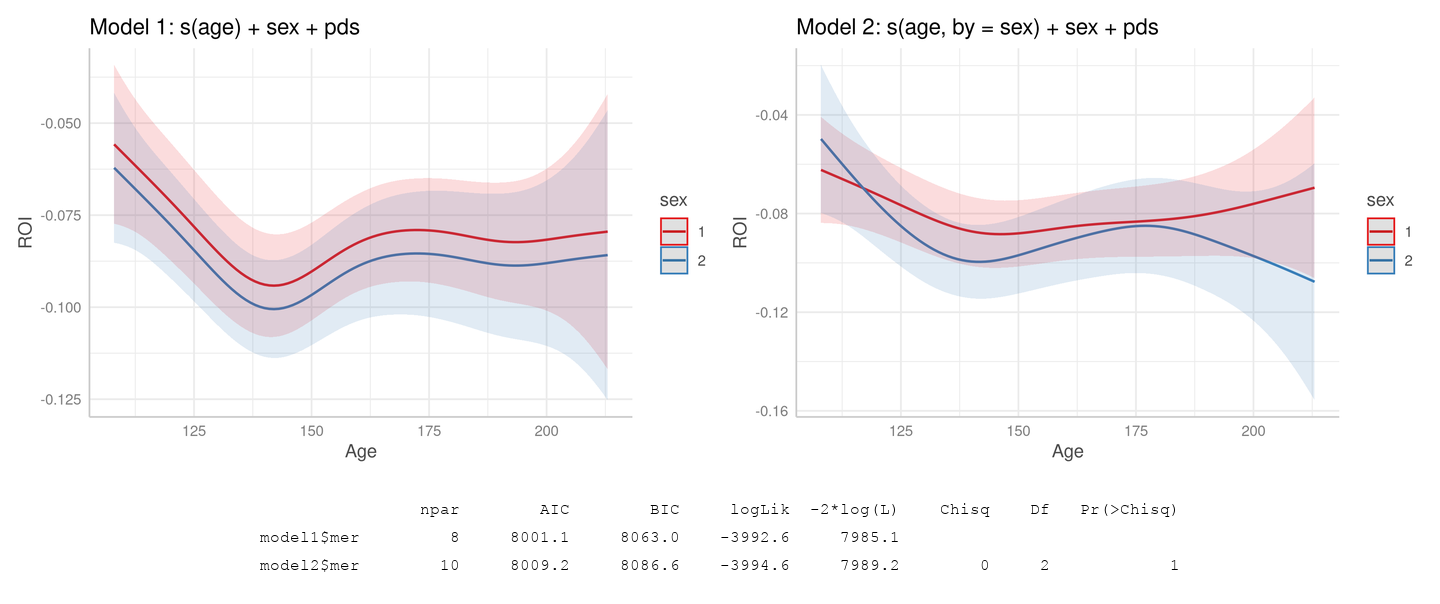 Model 1: s(age) + sex + pds
ROI
-0.050
-0.075
-0.100
-0.125
125 150 175 200
Age
sex
1
2
Model 2: s(age, by = sex) + sex + pds
ROI
-0.04
-0.08
-0.12
-0.16
125 150 175 200
Age
sex
1
2
npar AIC BIC logLik -2*log(L) Chisq Df Pr(>Chisq)
model1$mer 8 8001.1 8063.0 -3992.6 7985.1
model2$mer 10 8009.2 8086.6 -3994.6 7989.2 0 2 1